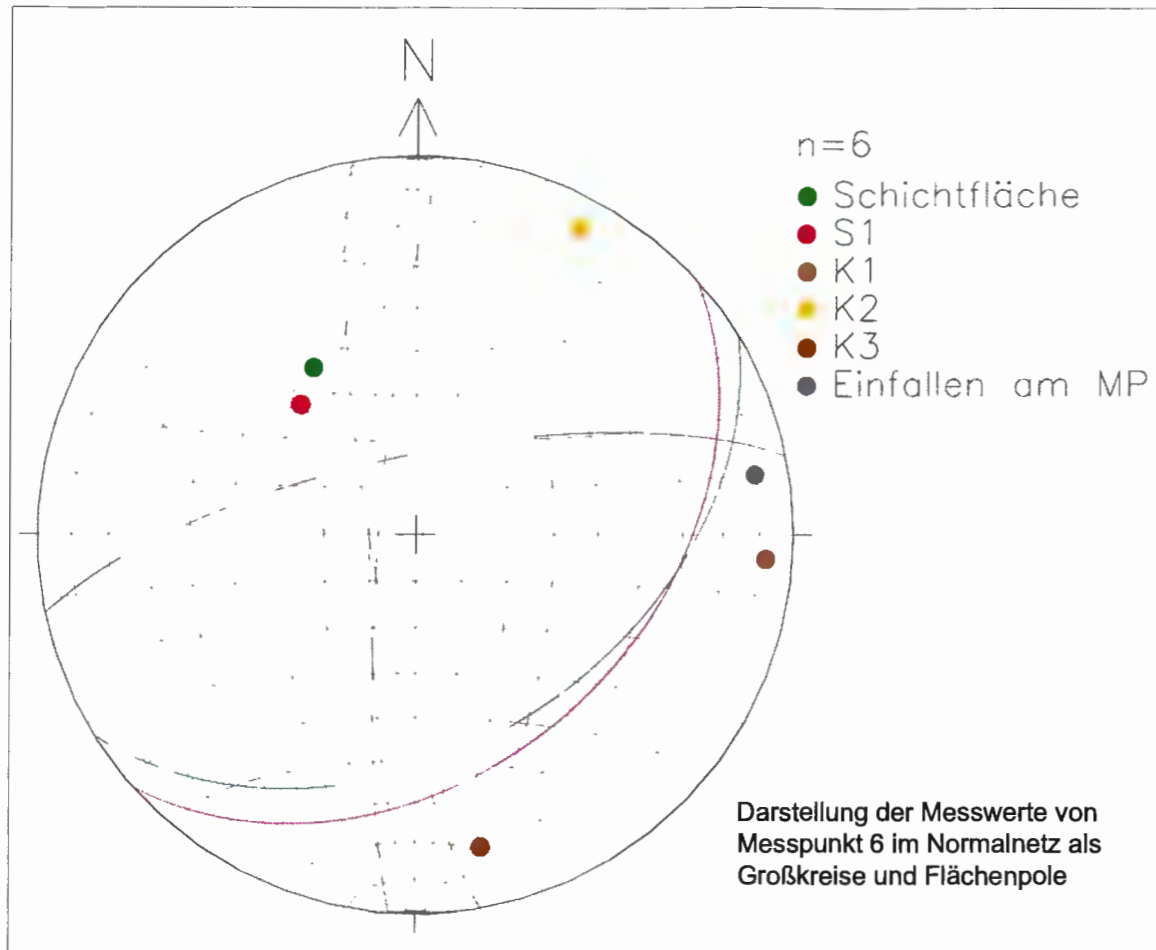 N
n=6
Schichtfläche
S1
K1
K2
K3
Einfallen am MP
Darstellung der Messwerte von
Messpunkt 6 im Normalnetz als
Großkreise und Flächenpole